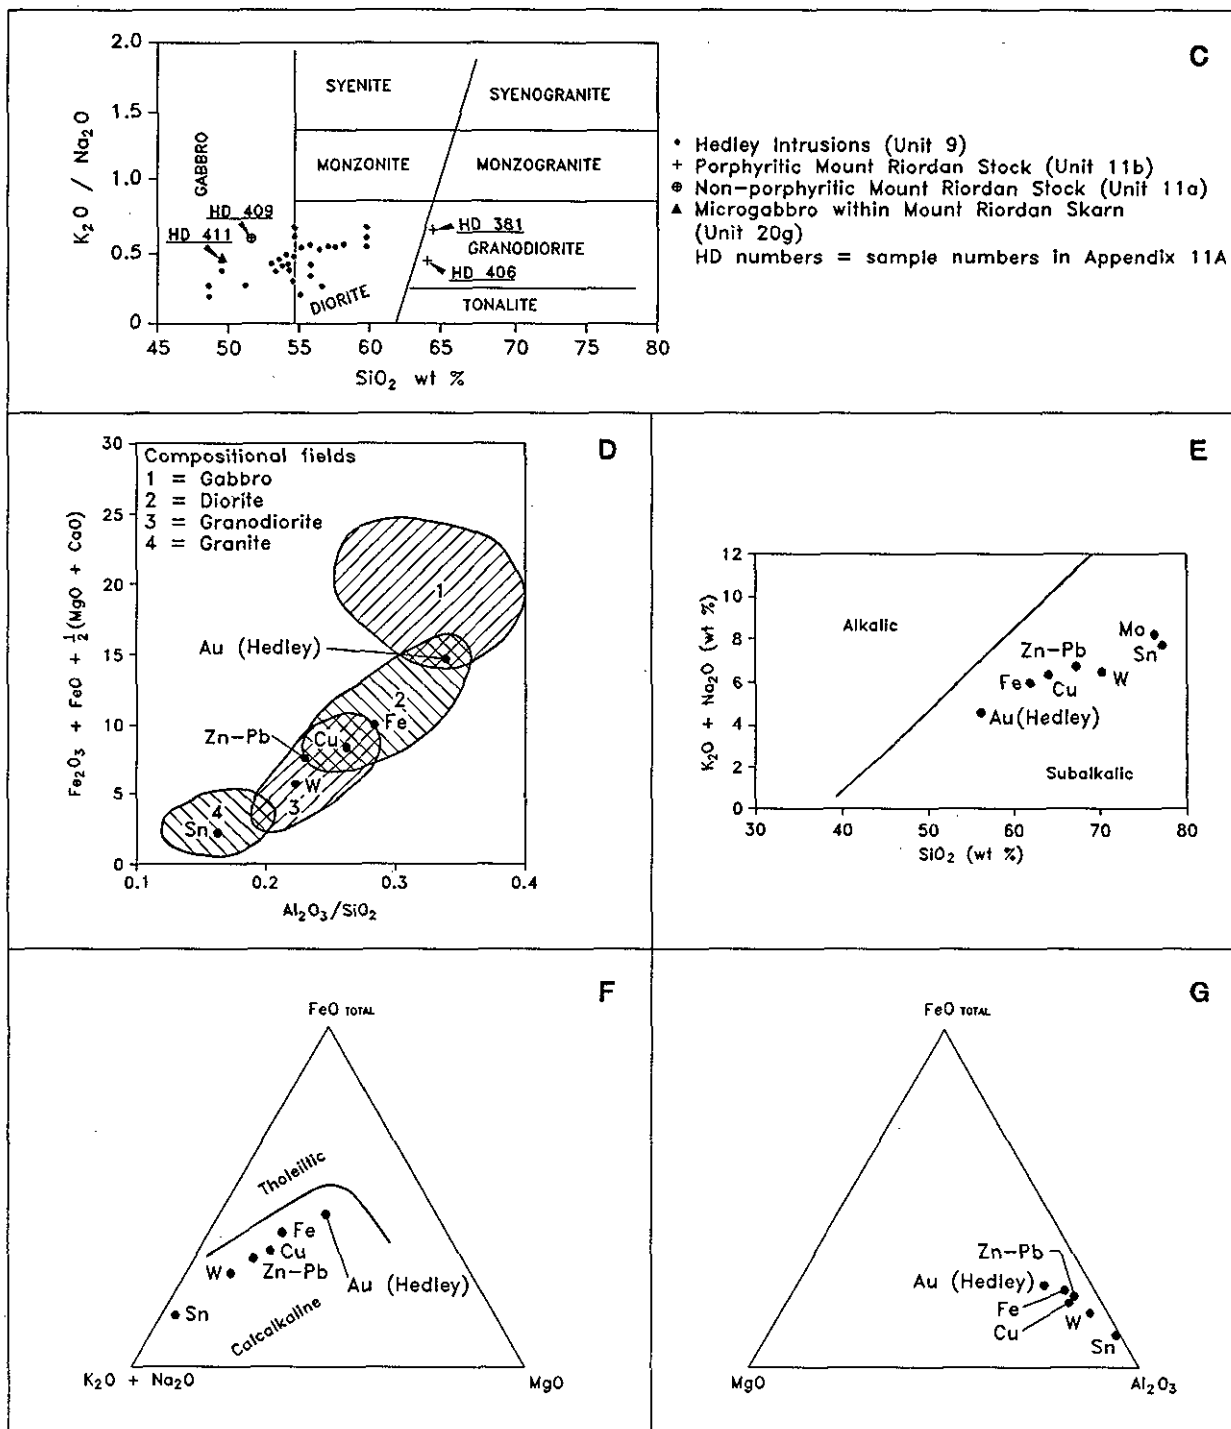 C
2.0
1.5
1.0
0.5
0
K₂O / Na₂O
GABBRO
SYENITE
SYENOGRANITE
MONZONITE
MONZOGRANITE
HD 409
HD 411
HD 381
GRANODIORITE
HD 406
DIORITE
TONALITE
45 50 55 60 65 70 75 80
SiO₂ wt %
• Hedley Intrusions (Unit 9)
+ Porphyritic Mount Riordan Stock (Unit 11b)
⊕ Non-porphyritic Mount Riordan Stock (Unit 11a)
▲ Microgabbro within Mount Riordan Skarn
(Unit 20g)
HD numbers = sample numbers in Appendix 11A
D
30
25
20
15
10
5
0
Fe₂O₃ + FeO + ½(MgO + CaO)
Compositional fields
1 = Gabbro
2 = Diorite
3 = Granodiorite
4 = Granite
1
Au (Hedley)
2
Fe
Zn-Pb
Cu
W
3
4
Sn
0.1 0.2 0.3 0.4
Al₂O₃/SiO₂
E
12
10
8
6
4
2
0
K₂O + Na₂O (wt %)
Alkalic
Mo
Sn
Zn-Pb
Fe
Cu
W
Au(Hedley)
Subalkalic
30 40 50 60 70 80
SiO₂ (wt %)
F
FeO TOTAL
Tholeiitic
Fe
Cu
Zn-Pb
W
Au (Hedley)
Sn
Calcalkaline
K₂O + Na₂O
MgO
G
FeO TOTAL
Zn-Pb
Au (Hedley)
Fe
Cu
W
Sn
MgO
Al₂O₃